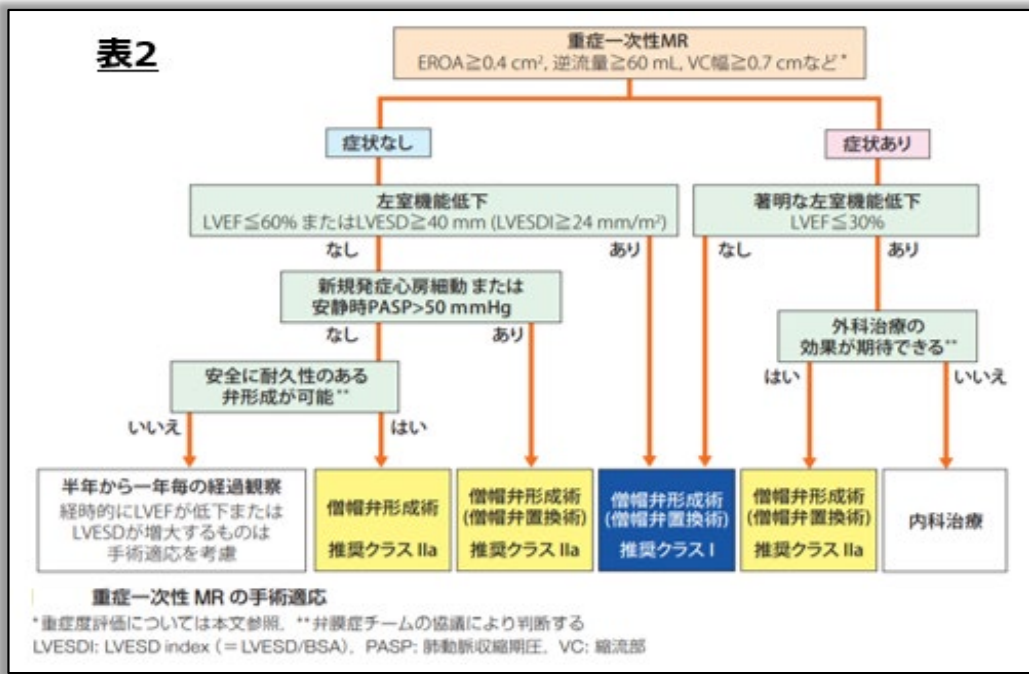 表2
重症一次性MR
EROA≧0.4 cm², 逆流量≧60 mL, VC幅≧0.7 cmなど*
症状なし
症状あり
左室機能低下
LVEF≦60% またはLVESD≧40 mm (LVESDI≧24 mm/m²)
著明な左室機能低下
LVEF≦30%
なし
あり
なし
あり
新規発症心房細動 または
安静時PASP>50 mmHg
外科治療の
効果が期待できる**
なし
あり
はい
いいえ
安全に耐久性のある
弁形成が可能**
いいえ
はい
半年から一年毎の経過観察
経時的にLVEFが低下または
LVESDが増大するものは
手術適応を考慮
僧帽弁形成術
推奨クラス IIa
僧帽弁形成術
(僧帽弁置換術)
推奨クラス IIa
僧帽弁形成術
(僧帽弁置換術)
推奨クラス I
僧帽弁形成術
(僧帽弁置換術)
推奨クラス IIa
内科治療
重症一次性 MR の手術適応
*重症度評価については本文参照, **弁膜症チームの協議により判断する
LVESDI: LVESD index (=LVESD/BSA), PASP: 肺動脈収縮期圧, VC: 縮流部